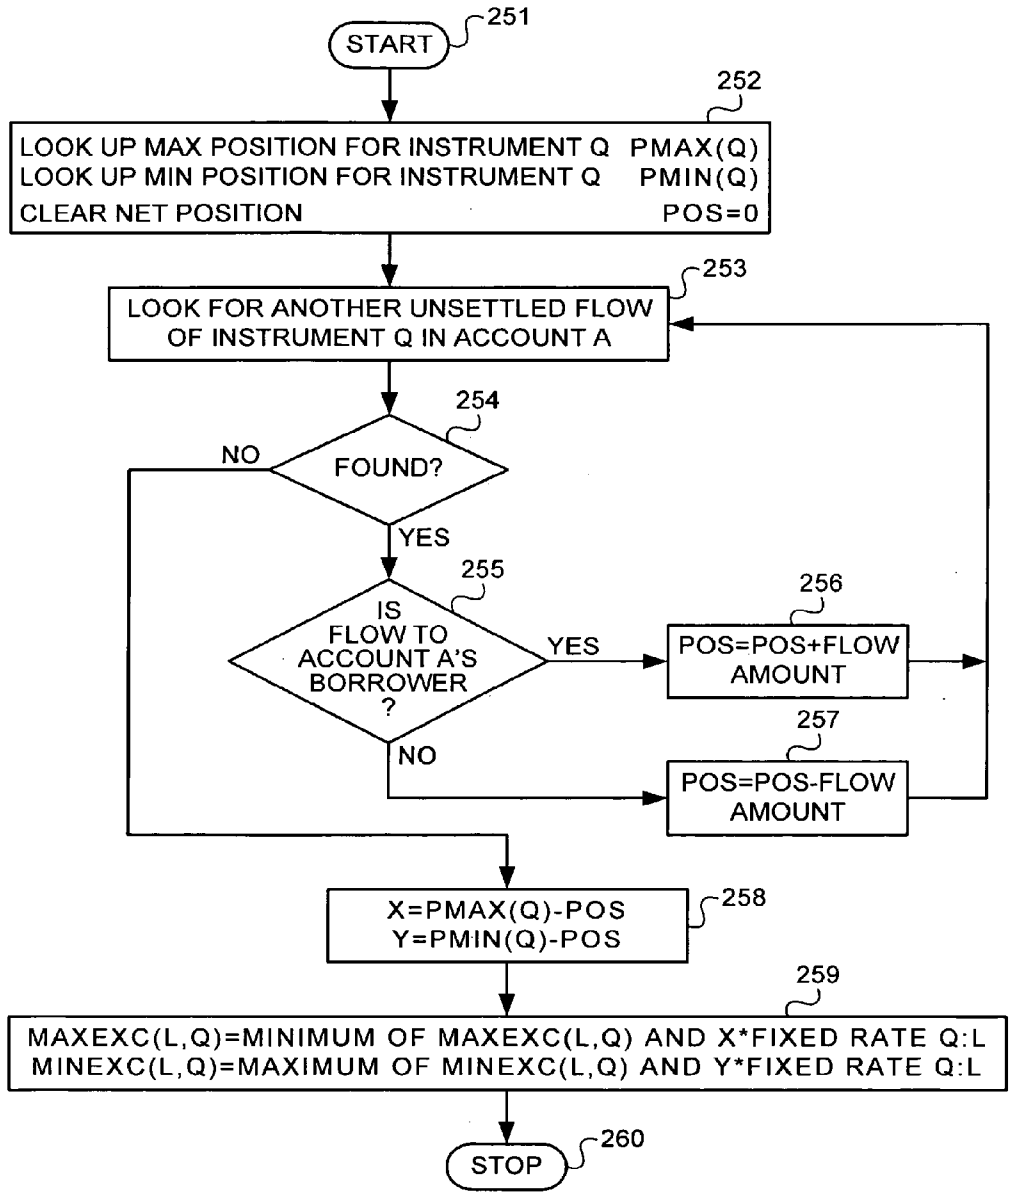 251
START
252
LOOK UP MAX POSITION FOR INSTRUMENT Q PMAX(Q)
LOOK UP MIN POSITION FOR INSTRUMENT Q PMIN(Q)
CLEAR NET POSITION POS=0
253
LOOK FOR ANOTHER UNSETTLED FLOW
OF INSTRUMENT Q IN ACCOUNT A
254
NO
FOUND?
YES
255
IS
FLOW TO
ACCOUNT A'S
BORROWER
?
YES
256
POS=POS+FLOW
AMOUNT
NO
257
POS=POS-FLOW
AMOUNT
258
X=PMAX(Q)-POS
Y=PMIN(Q)-POS
259
MAXEXC(L,Q)=MINIMUM OF MAXEXC(L,Q) AND X*FIXED RATE Q:L
MINEXC(L,Q)=MAXIMUM OF MINEXC(L,Q) AND Y*FIXED RATE Q:L
260
STOP